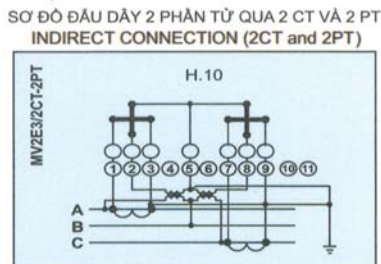 SƠ ĐỒ ĐẤU DÂY 2 PHẦN TỬ QUA 2 CT VÀ 2 PT
INDIRECT CONNECTION (2CT and 2PT)
MV2E3/2CT-2PT
H.10
1 2 3 4 5 6 7 8 9 10 11
A
B
C